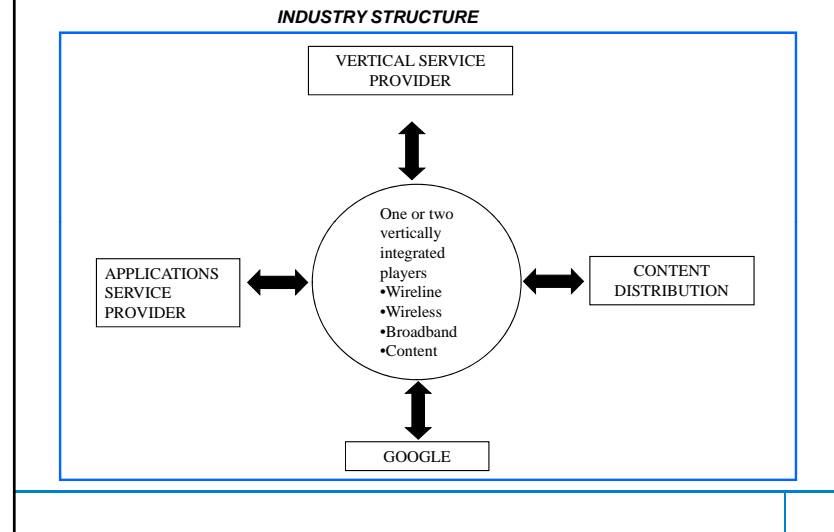 INDUSTRY STRUCTURE
VERTICAL SERVICE
PROVIDER
One or two
vertically
integrated
players
•Wireline
•Wireless
•Broadband
•Content
APPLICATIONS
SERVICE
PROVIDER
CONTENT
DISTRIBUTION
GOOGLE